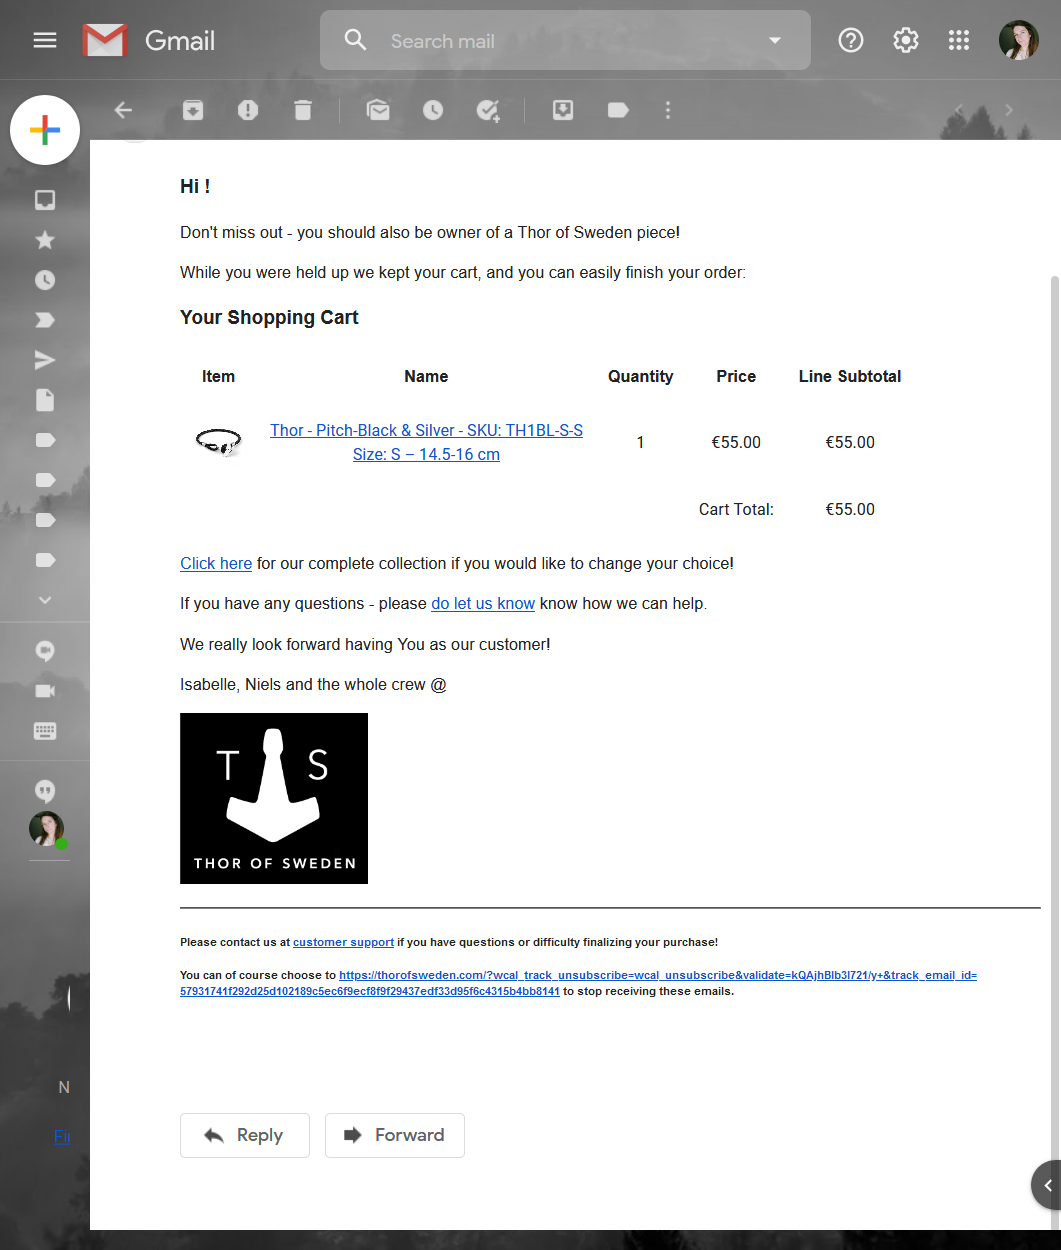 Gmail
Search mail
Hi !
Don't miss out - you should also be owner of a Thor of Sweden piece!
While you were held up we kept your cart, and you can easily finish your order:
Your Shopping Cart
Item Name Quantity Price Line Subtotal
Thor - Pitch-Black & Silver - SKU: TH1BL-S-S
Size: S – 14.5-16 cm
1 €55.00 €55.00
Cart Total: €55.00
Click here for our complete collection if you would like to change your choice!
If you have any questions - please do let us know know how we can help.
We really look forward having You as our customer!
Isabelle, Niels and the whole crew @
T S
THOR OF SWEDEN
Please contact us at customer support if you have questions or difficulty finalizing your purchase!
You can of course choose to https://thorofsweden.com/?wcal_track_unsubscribe=wcal_unsubscribe&validate=kQAjhBlb3l721/y+&track_email_id=
57931741f292d25d102189c5ec6f9ecf8f9f29437edf33d95f6c4315b4bb8141 to stop receiving these emails.
N
Reply Forward